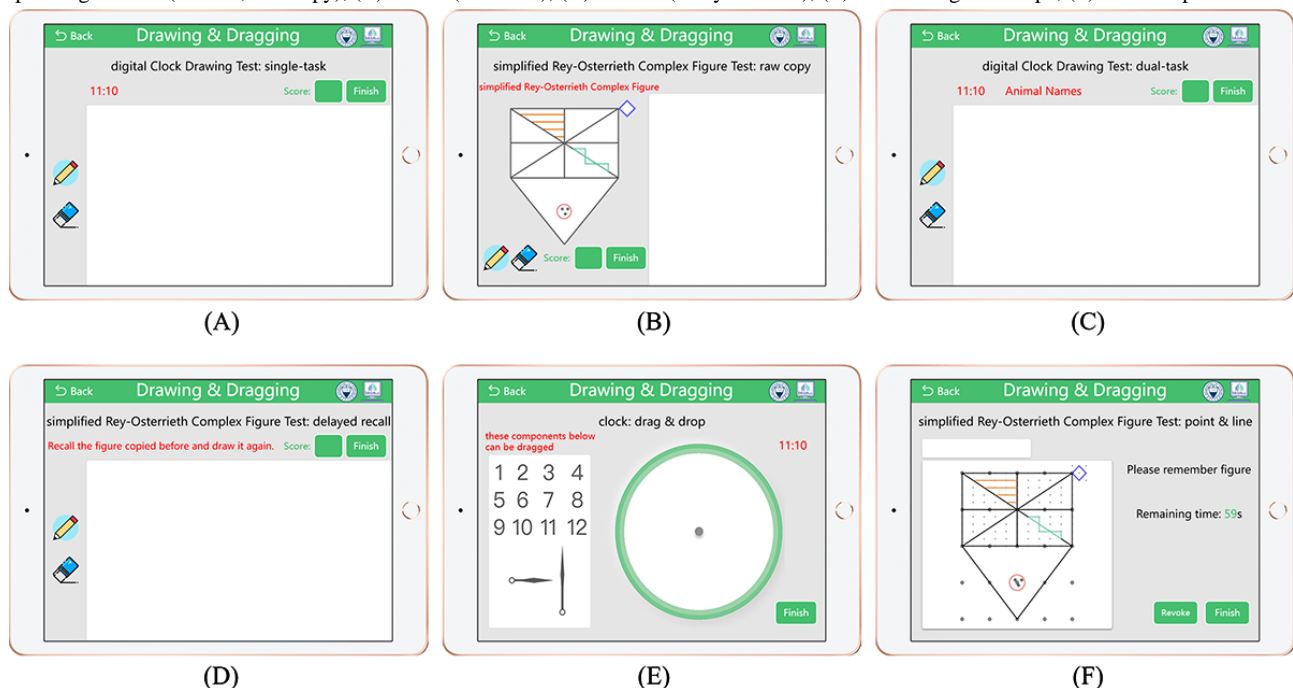 Back Drawing & Dragging
digital Clock Drawing Test: single-task
11:10 Score: Finish
(A)
Back Drawing & Dragging
simplified Rey-Osterrieth Complex Figure Test: raw copy
simplified Rey-Osterrieth Complex Figure
Score: Finish
(B)
Back Drawing & Dragging
digital Clock Drawing Test: dual-task
11:10 Animal Names Score: Finish
(C)
Back Drawing & Dragging
simplified Rey-Osterrieth Complex Figure Test: delayed recall
Recall the figure copied before and draw it again. Score: Finish
(D)
Back Drawing & Dragging
clock: drag & drop
these components below
can be dragged
11:10
1 2 3 4
5 6 7 8
9 10 11 12
Finish
(E)
Back Drawing & Dragging
simplified Rey-Osterrieth Complex Figure Test: point & line
Please remember figure
Remaining time: 59s
Revoke Finish
(F)